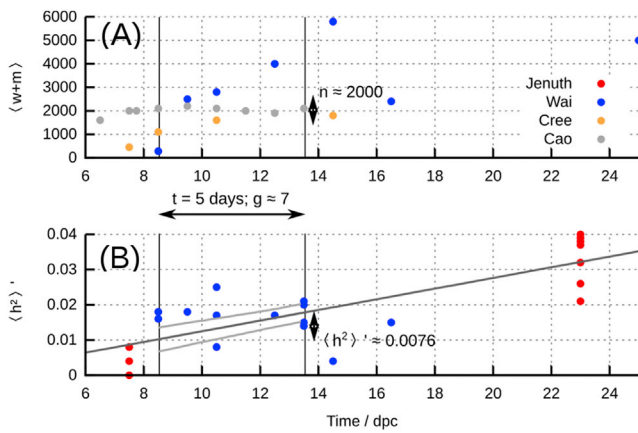 6000
5000
4000
3000
2000
1000
0
⟨ w+m ⟩
(A)
n ≈ 2000
Jenuth
Wai
Cree
Cao
6 8 10 12 14 16 18 20 22 24
t = 5 days; g ≈ 7
0.04
0.03
0.02
0.01
0
⟨ h² ⟩ '
(B)
⟨ h² ⟩ ' ≈ 0.0076
6 8 10 12 14 16 18 20 22 24
Time / dpc